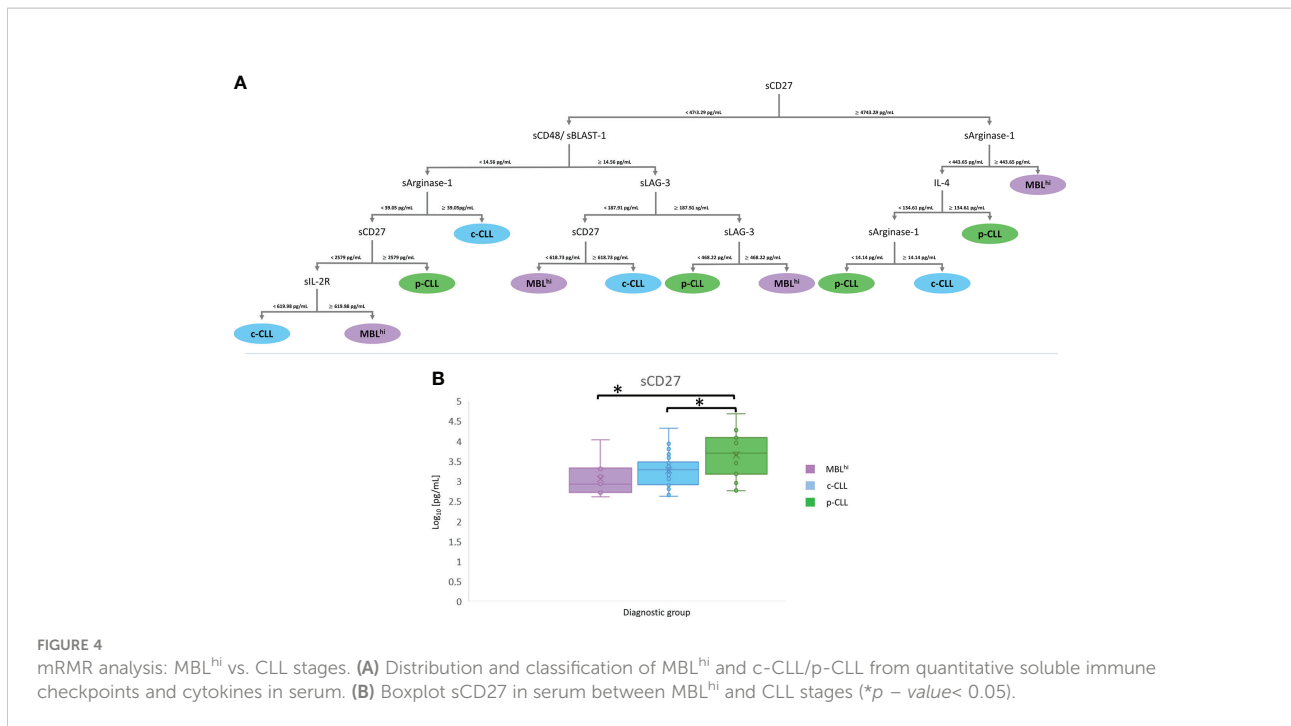 A
sCD27
< 4743.29 pg/mL
≥ 4743.29 pg/mL
sCD48/ sBLAST-1
sArginase-1
< 14.56 pg/mL
≥ 14.56 pg/mL
< 443.65 pg/mL
≥ 443.65 pg/mL
sArginase-1
sLAG-3
IL-4
MBLhi
< 39.05 pg/mL
≥ 39.05pg/mL
< 187.91 pg/mL
≥ 187.91 pg/mL
< 134.61 pg/mL
≥ 134.61 pg/mL
sCD27
c-CLL
sCD27
sLAG-3
sArginase-1
p-CLL
< 2579 pg/mL
≥ 2579 pg/mL
< 618.73 pg/mL
≥ 618.73 pg/mL
< 468.22 pg/mL
≥ 468.22 pg/mL
< 14.14 pg/mL
≥ 14.14 pg/mL
sIL-2R
p-CLL
MBLhi
c-CLL
p-CLL
MBLhi
p-CLL
c-CLL
< 619.98 pg/mL
≥ 619.98 pg/mL
c-CLL
MBLhi
B
sCD27
*
*
5
4.5
4
3.5
3
2.5
2
1.5
1
0.5
0
Log10 [pg/mL]
Diagnostic group
MBLhi
c-CLL
p-CLL
FIGURE 4
mRMR analysis: MBLhi vs. CLL stages. (A) Distribution and classification of MBLhi and c-CLL/p-CLL from quantitative soluble immune
checkpoints and cytokines in serum. (B) Boxplot sCD27 in serum between MBLhi and CLL stages (*p – value< 0.05).